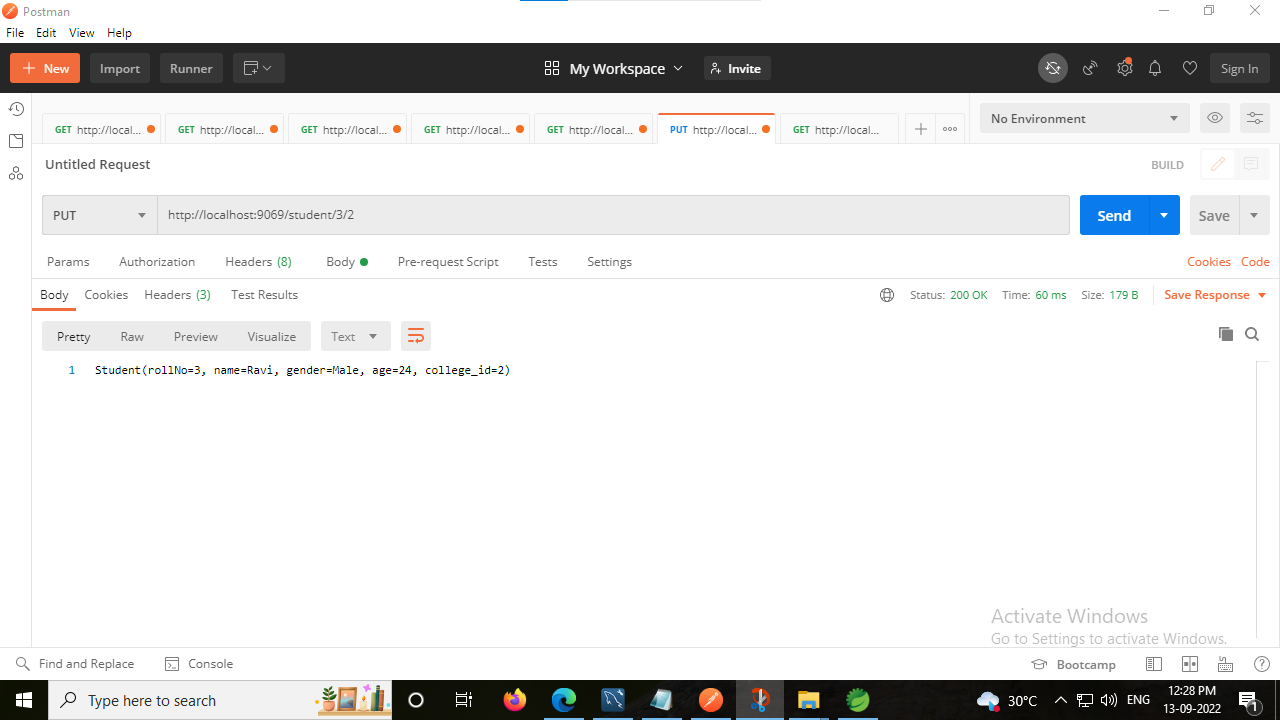 Postman
File Edit View Help
New Import Runner My Workspace Invite Sign In
GET http://local... GET http://local... GET http://local... GET http://local... GET http://local... PUT http://local... GET http://local... No Environment
Untitled Request BUILD
PUT http://localhost:9069/student/3/2 Send Save
Params Authorization Headers (8) Body Pre-request Script Tests Settings Cookies Code
Body Cookies Headers (3) Test Results Status: 200 OK Time: 60 ms Size: 179 B Save Response
Pretty Raw Preview Visualize Text
1 Student(rollNo=3, name=Ravi, gender=Male, age=24, college_id=2)
Activate Windows
Go to Settings to activate Windows.
Find and Replace Console Bootcamp
Type here to search 30°C ENG 12:28 PM
13-09-2022 1